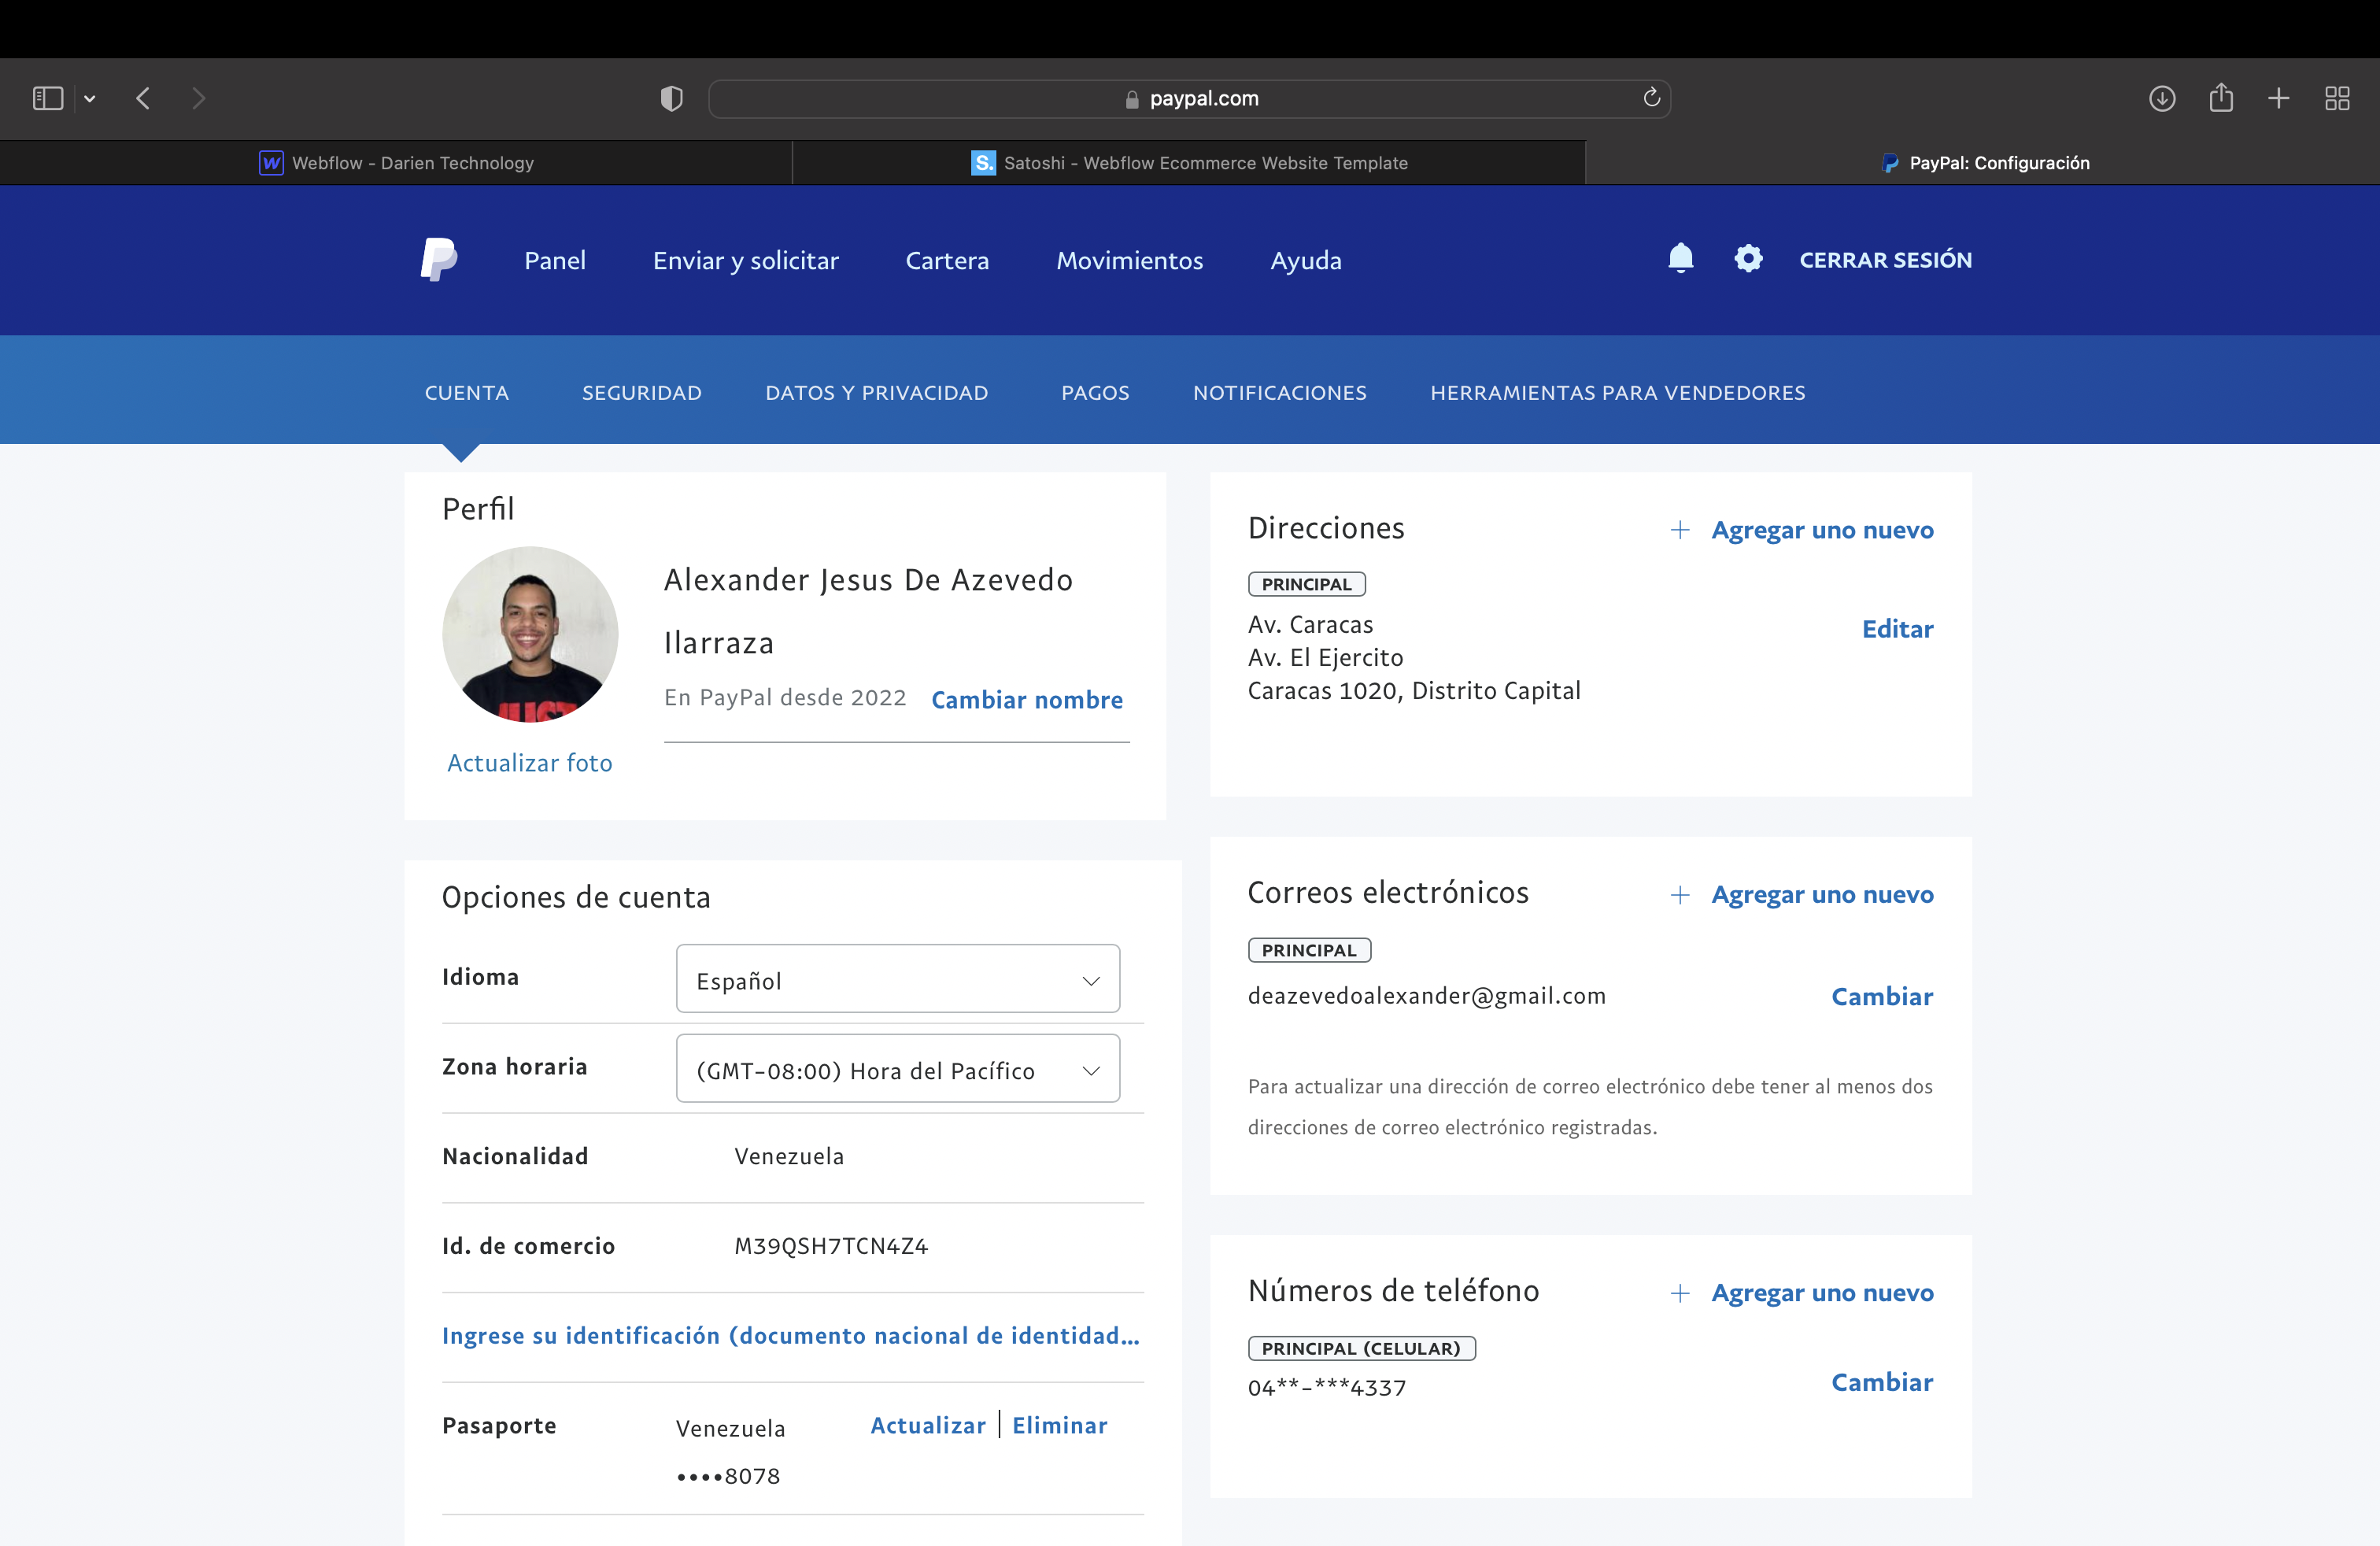 paypal.com
Webflow - Darien Technology
S. Satoshi - Webflow Ecommerce Website Template
PayPal: Configuración
Panel
Enviar y solicitar
Cartera
Movimientos
Ayuda
CERRAR SESIÓN
CUENTA
SEGURIDAD
DATOS Y PRIVACIDAD
PAGOS
NOTIFICACIONES
HERRAMIENTAS PARA VENDEDORES
Perfil
Alexander Jesus De Azevedo
Ilarraza
En PayPal desde 2022
Cambiar nombre
Actualizar foto
Opciones de cuenta
Idioma
Español
Zona horaria
(GMT-08:00) Hora del Pacífico
Nacionalidad
Venezuela
Id. de comercio
M39QSH7TCN4Z4
Ingrese su identificación (documento nacional de identidad...
Pasaporte
Venezuela
Actualizar | Eliminar
••••8078
Direcciones
+ Agregar uno nuevo
PRINCIPAL
Av. Caracas
Av. El Ejercito
Caracas 1020, Distrito Capital
Editar
Correos electrónicos
+ Agregar uno nuevo
PRINCIPAL
deazevedoalexander@gmail.com
Cambiar
Para actualizar una dirección de correo electrónico debe tener al menos dos
direcciones de correo electrónico registradas.
Números de teléfono
+ Agregar uno nuevo
PRINCIPAL (CELULAR)
04**-***4337
Cambiar